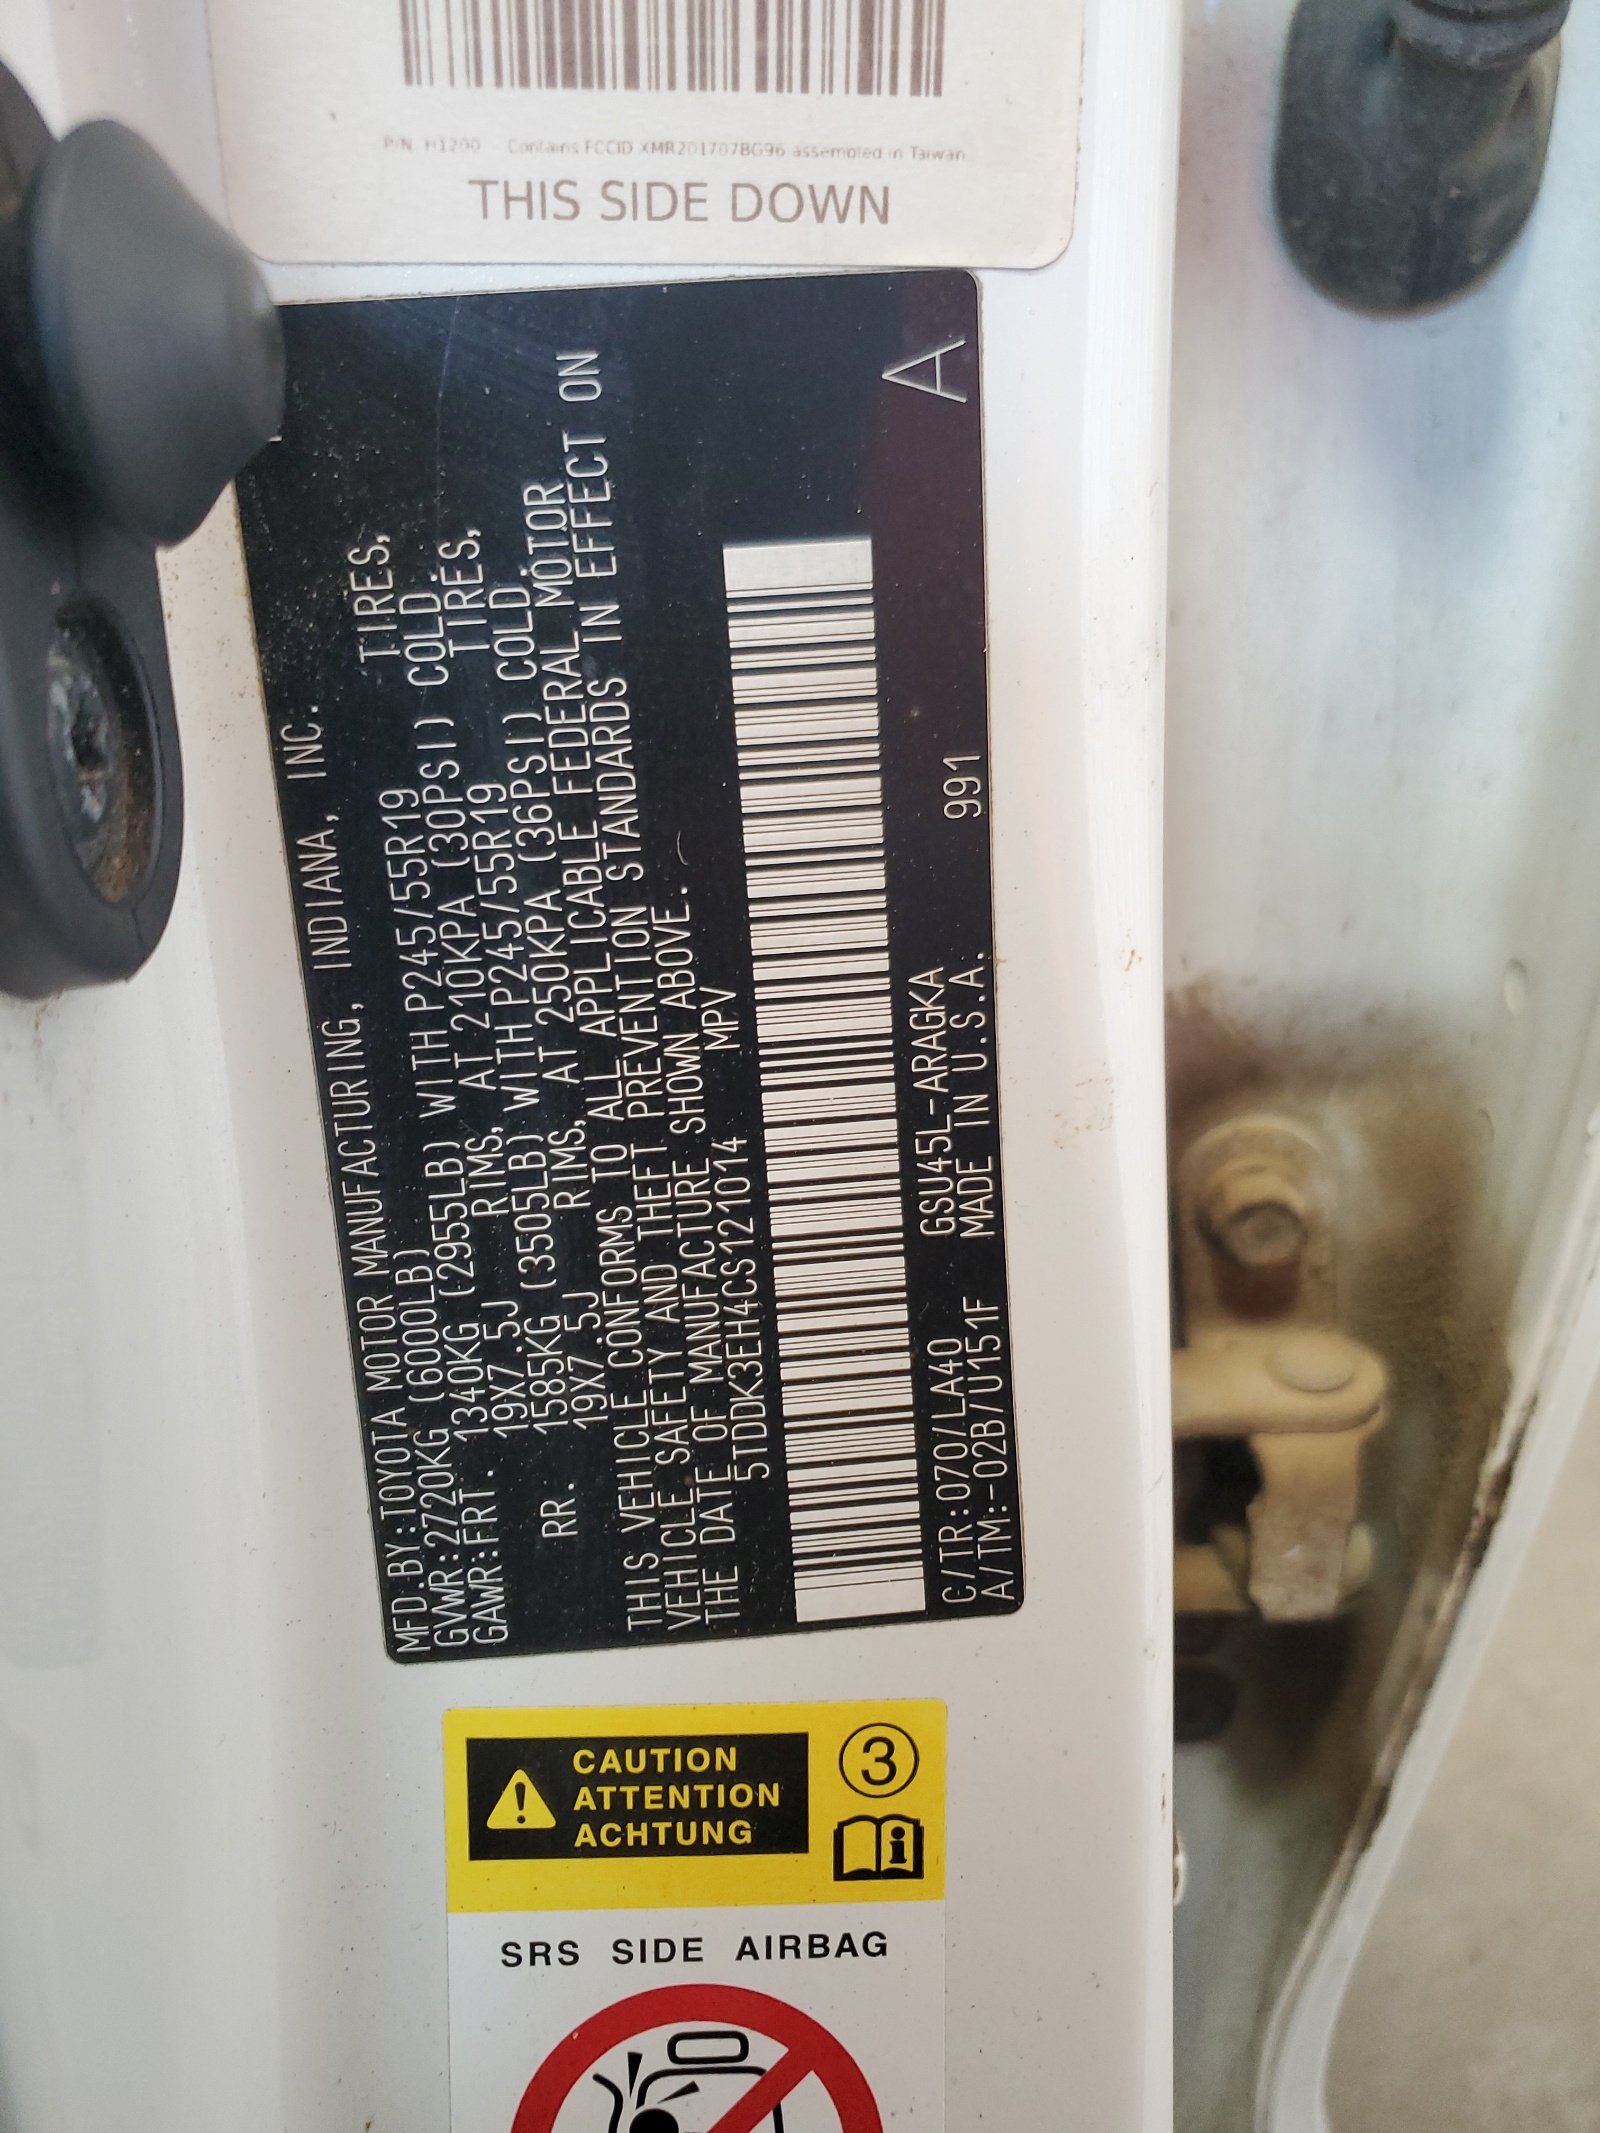 P/N H1200 Contains FCCID XMR201707BG96 assembled in Taiwan
THIS SIDE DOWN
MFD.BY:TOYOTA MOTOR MANUFACTURING, INDIANA, INC.
GVWR:2720KG (6000LB)
GAWR:FRT. 1340KG (2955LB) WITH P245/55R19 TIRES,
19X7.5J RIMS, AT 210KPA (30PSI) COLD.
RR. 1585KG (3505LB) WITH P245/55R19 TIRES,
19X7.5J RIMS, AT 250KPA (36PSI) COLD.
THIS VEHICLE CONFORMS TO ALL APPLICABLE FEDERAL MOTOR
VEHICLE SAFETY AND THEFT PREVENTION STANDARDS IN EFFECT ON
THE DATE OF MANUFACTURE SHOWN ABOVE.
5TDDK3EH4CS121014 MPV
C/TR:070/LA40 GSU45L-ARAGKA 991
A/TM:-02B/U151F MADE IN U.S.A.
A
CAUTION
ATTENTION
ACHTUNG
3
SRS SIDE AIRBAG